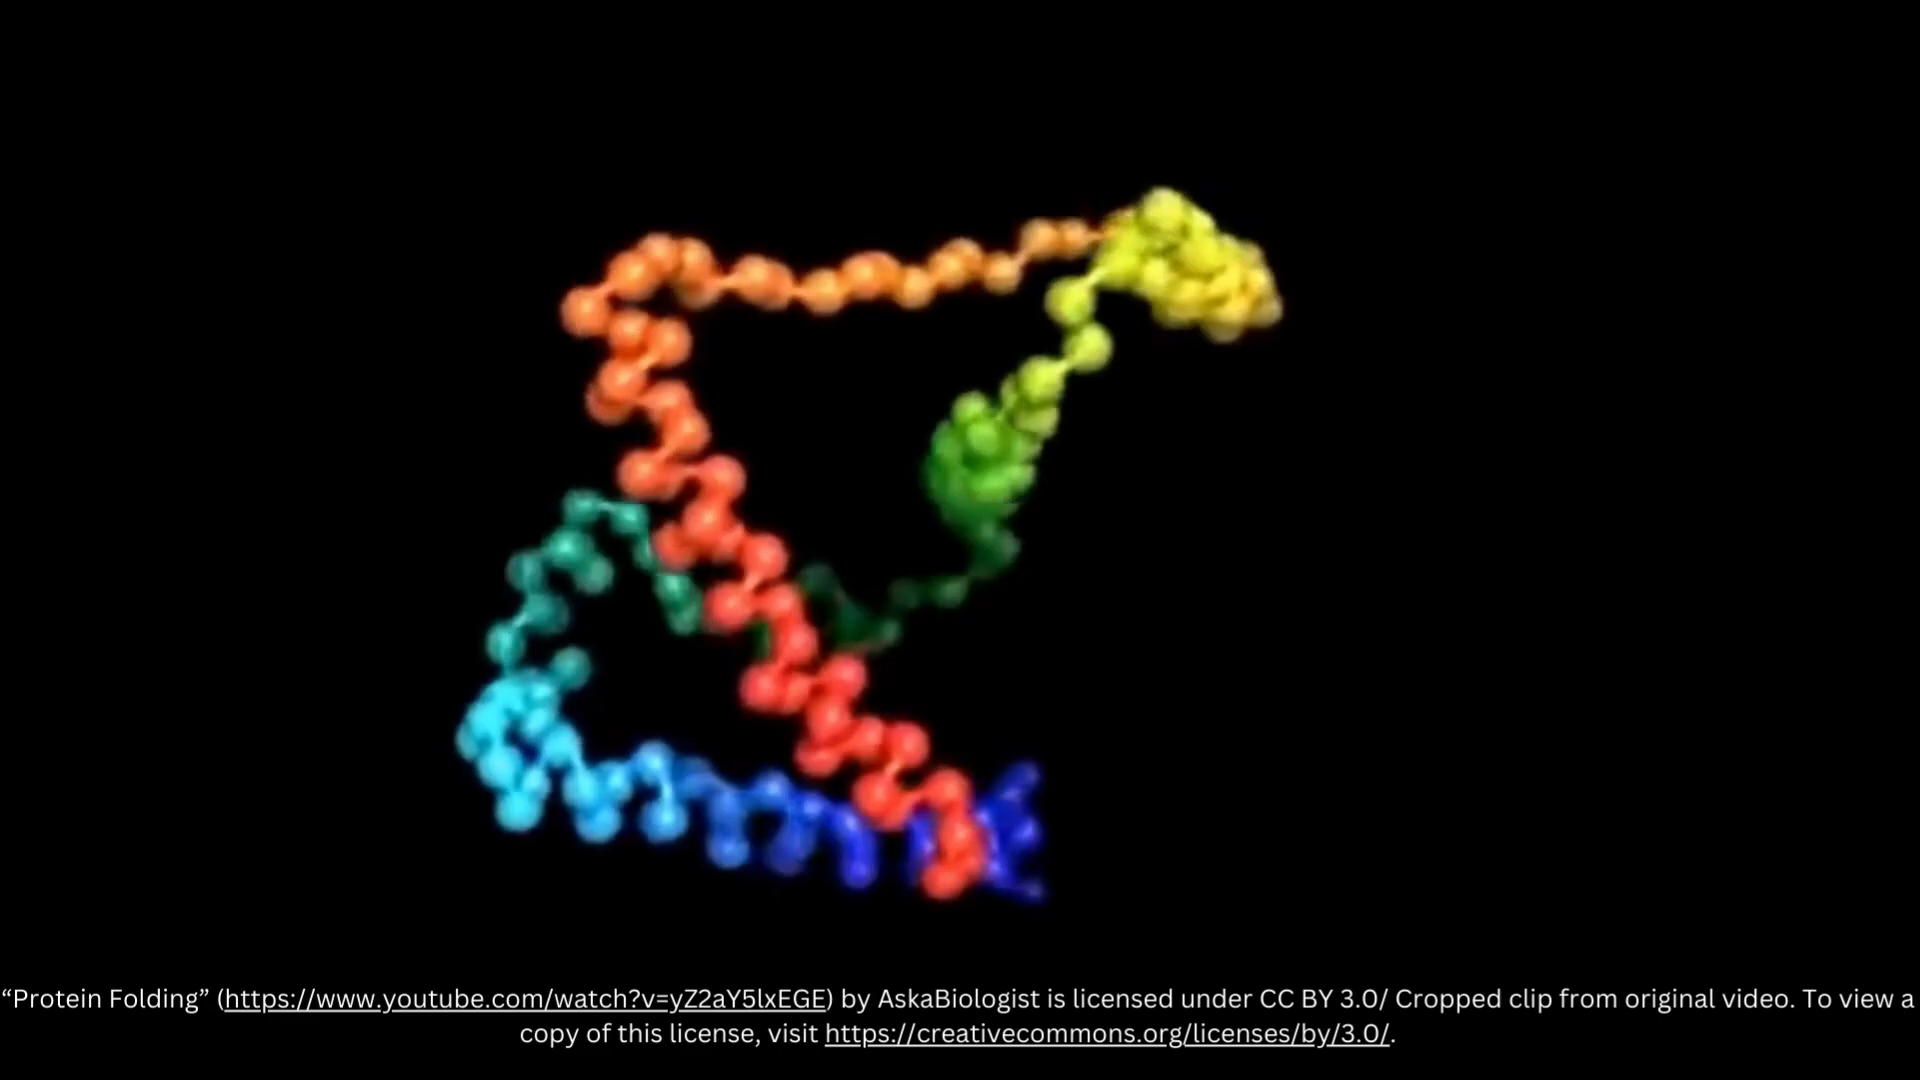 “Protein Folding” (https://www.youtube.com/watch?v=yZ2aY5lxEGE) by AskaBiologist is licensed under CC BY 3.0/ Cropped clip from original video. To view a
copy of this license, visit https://creativecommons.org/licenses/by/3.0/.